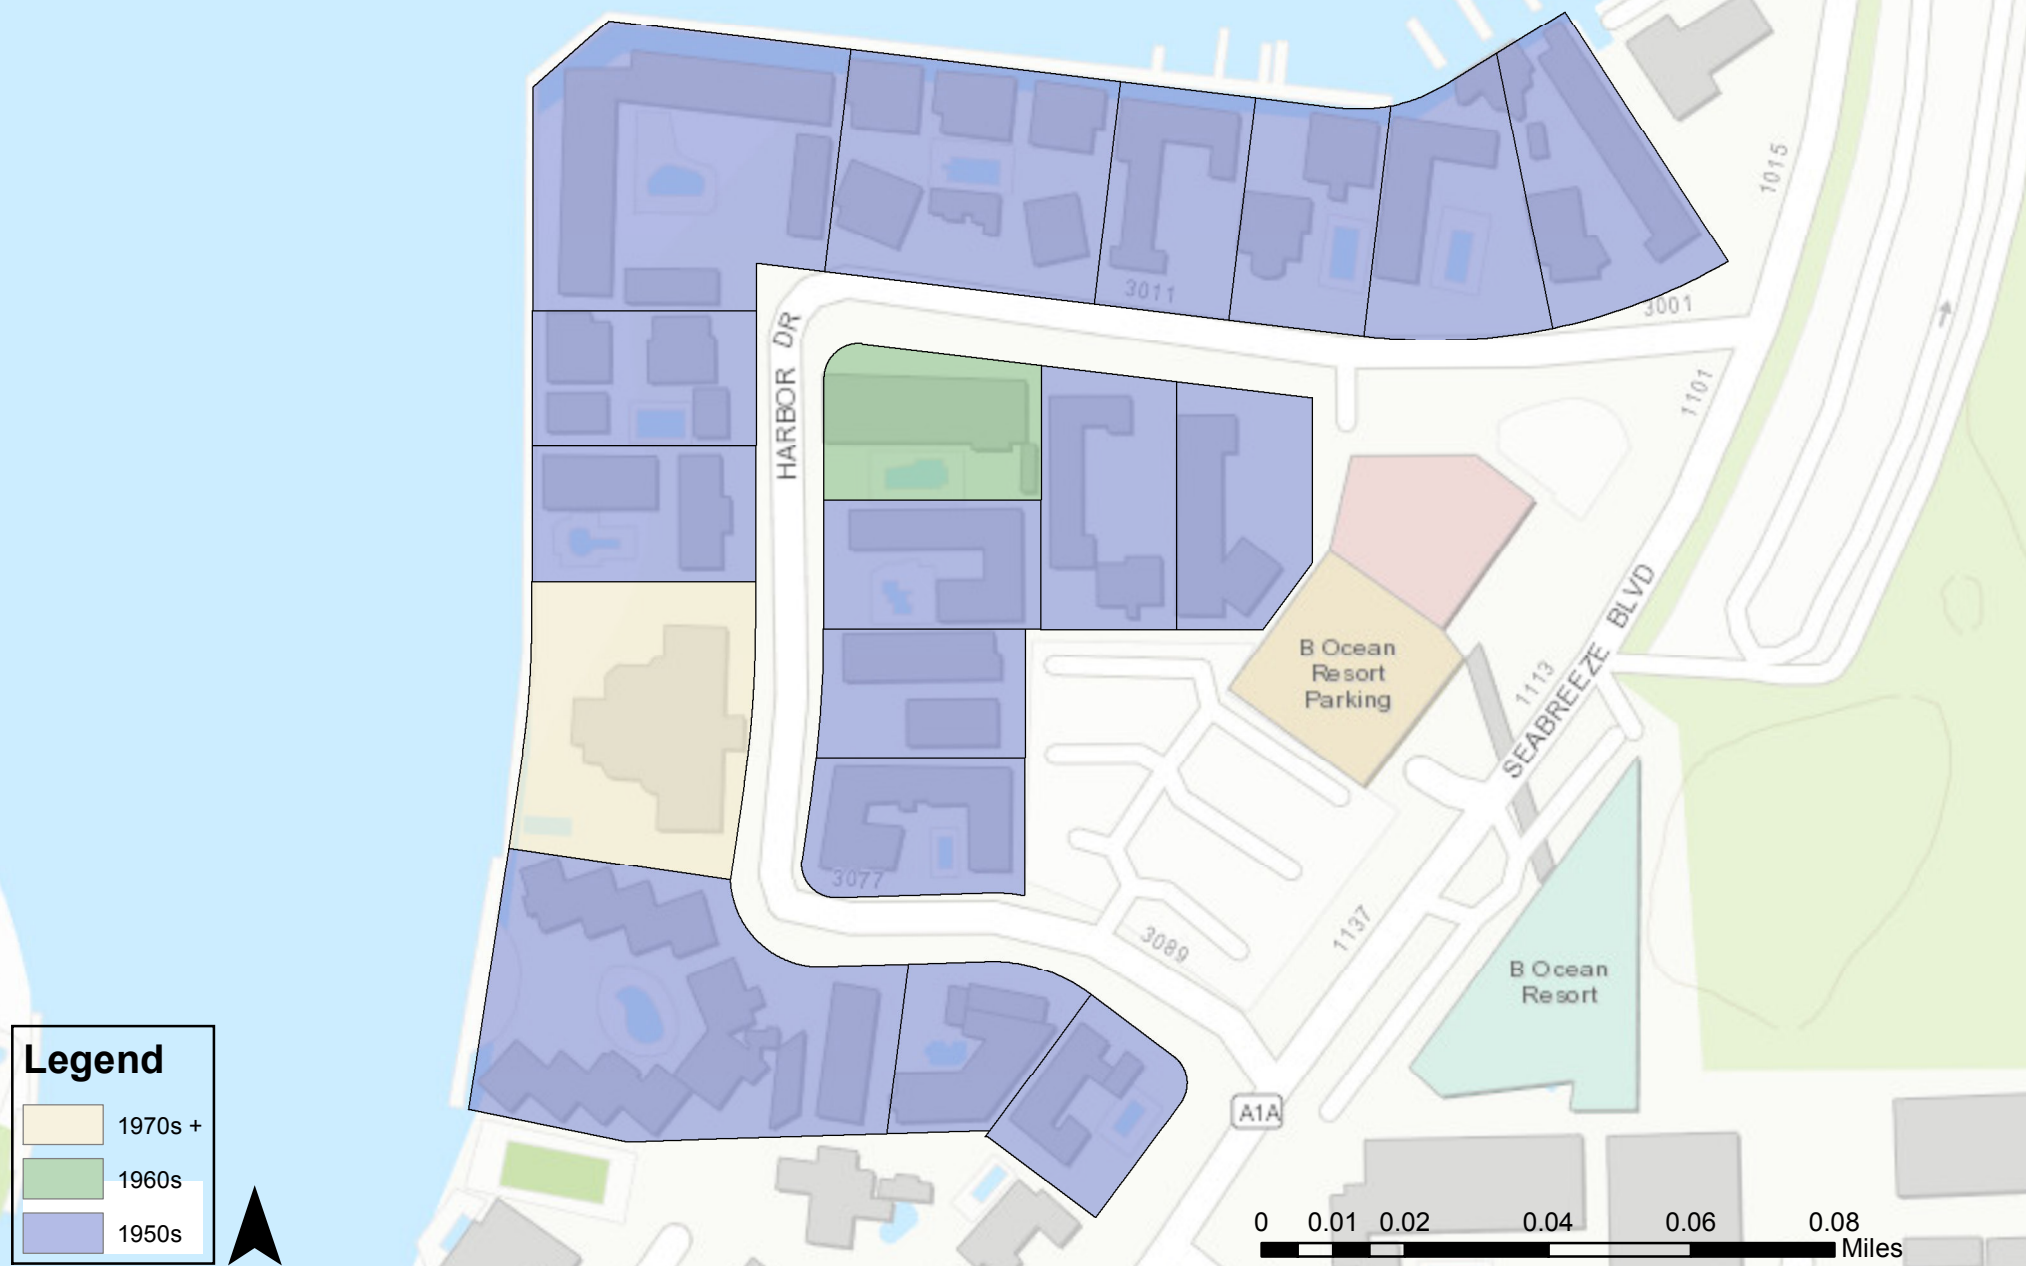 1015
3011
3001
HARBOR DR
1101
B Ocean
Resort
Parking
SEABREEZE BLVD
1113
3077
3089
1137
B Ocean
Resort
A1A
Legend
1970s +
1960s
1950s
0 0.01 0.02 0.04 0.06 0.08
Miles